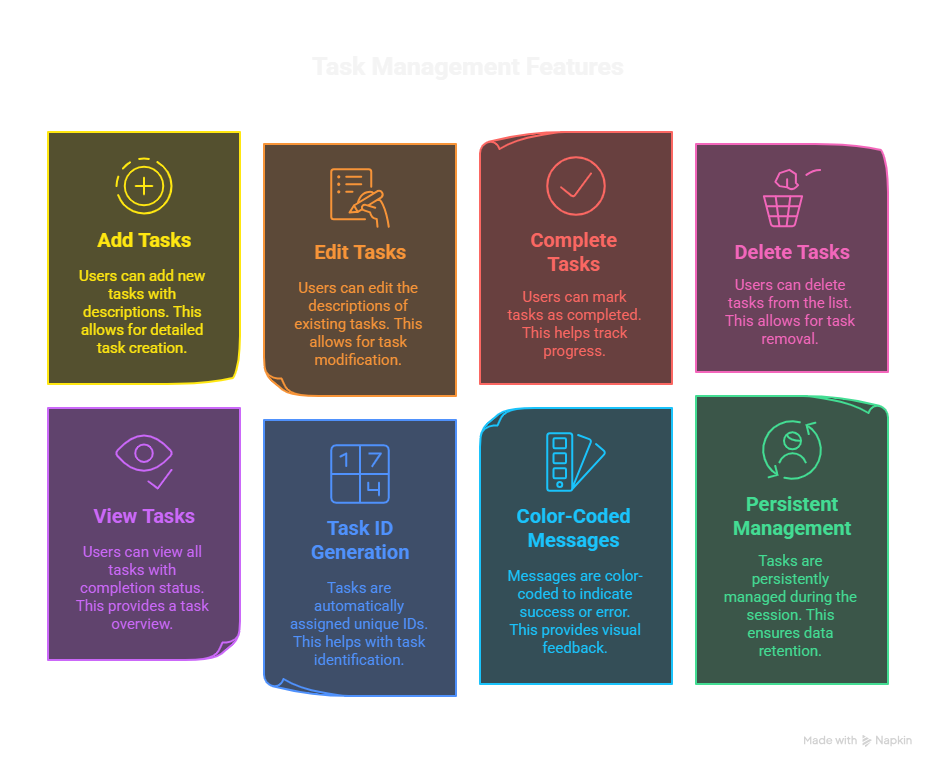 Task Management Features
Add Tasks
Users can add new
tasks with
descriptions. This
allows for detailed
task creation.
Edit Tasks
Users can edit the
descriptions of
existing tasks. This
allows for task
modification.
Complete
Tasks
Users can mark
tasks as completed.
This helps track
progress.
Delete Tasks
Users can delete
tasks from the list.
This allows for task
removal.
View Tasks
Users can view all
tasks with
completion status.
This provides a task
overview.
1 7
4
Task ID
Generation
Tasks are
automatically
assigned unique IDs.
This helps with task
identification.
Color-Coded
Messages
Messages are color-
coded to indicate
success or error.
This provides visual
feedback.
Persistent
Management
Tasks are
persistently
managed during the
session. This
ensures data
retention.
Made with Napkin